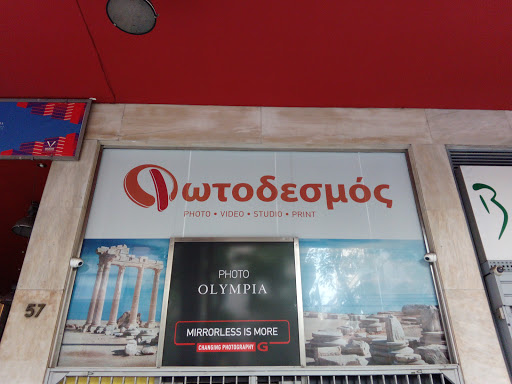 Φωτοδεσμός
PHOTO • VIDEO • STUDIO • PRINT
PHOTO
OLYMPIA
MIRRORLESS IS MORE
CHANGING PHOTOGRAPHY G
57
B